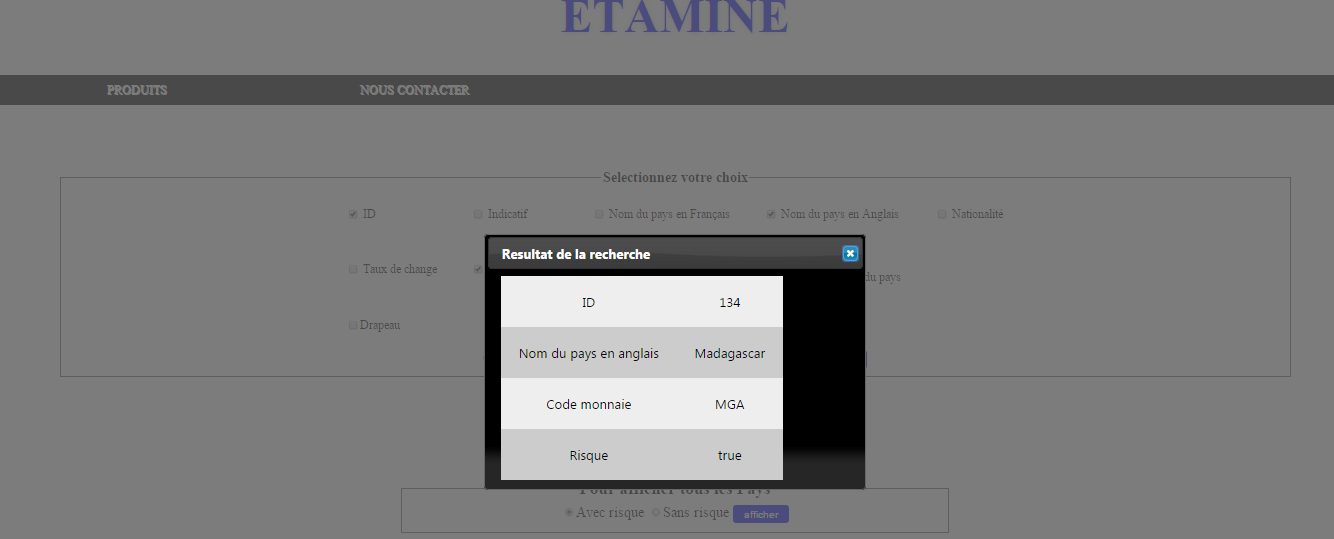 ETAMINE
PRODUITS NOUS CONTACTER
Selectionnez votre choix
ID Indicatif Nom du pays en Français Nom du pays en Anglais Nationalité
Resultat de la recherche
Taux de change du pays
ID 134
Drapeau
Nom du pays en anglais Madagascar
Code monnaie MGA
Risque true
Pour afficher tous les Pays
Avec risque Sans risque afficher